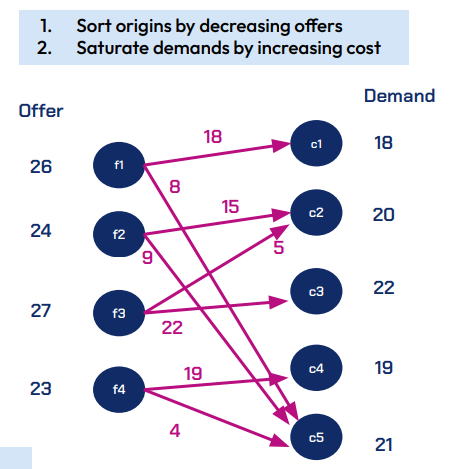 1. Sort origins by decreasing offers
2. Saturate demands by increasing cost
Demand
Offer
26 f1 18 c1 18
8
24 f2 15 c2 20
9 5
27 f3 22 c3 22
23 f4 19 c4 19
4 c5 21